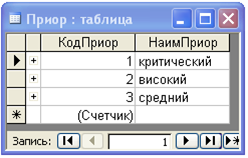 Приор : таблица
КодПриор НаимПриор
+ 1 критический
+ 2 високий
+ 3 средний
* (Счетчик)
Запись: 1